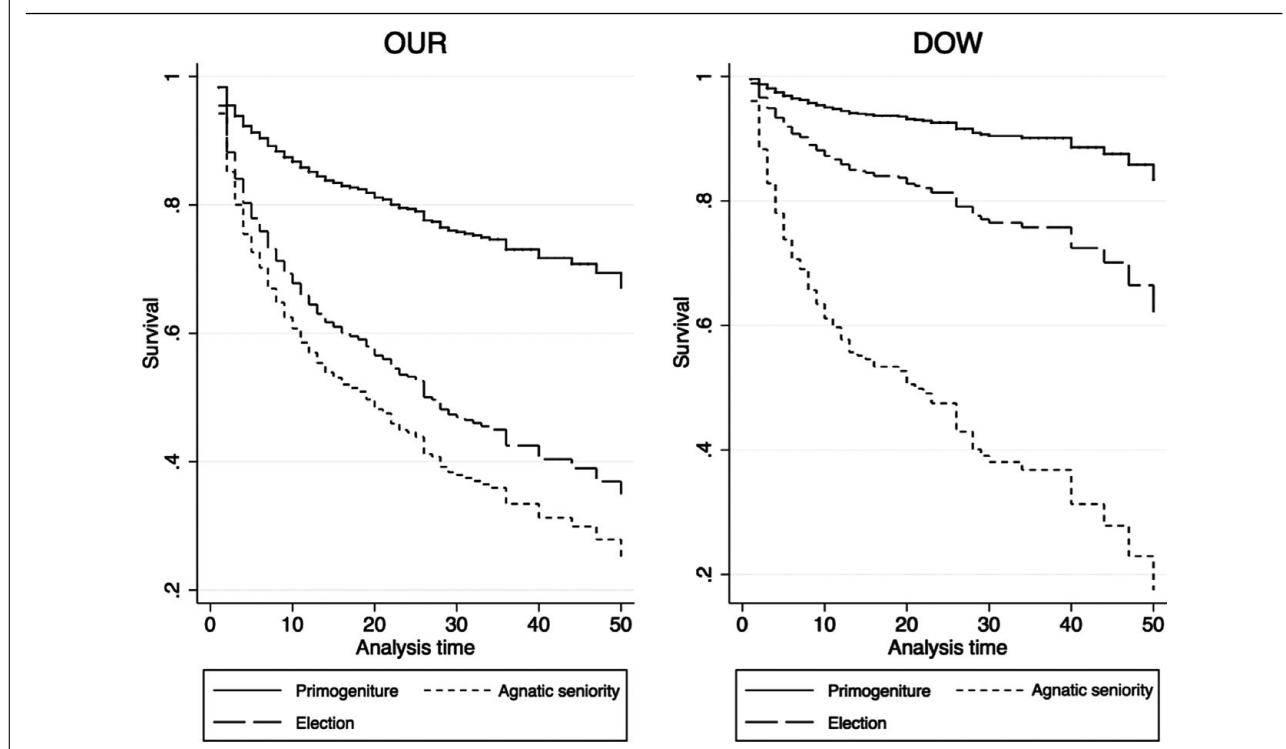 OUR
Survival
1
.8
.6
.4
.2
0 10 20 30 40 50
Analysis time
Primogeniture Agnatic seniority
Election
DOW
Survival
1
.8
.6
.4
.2
0 10 20 30 40 50
Analysis time
Primogeniture Agnatic seniority
Election